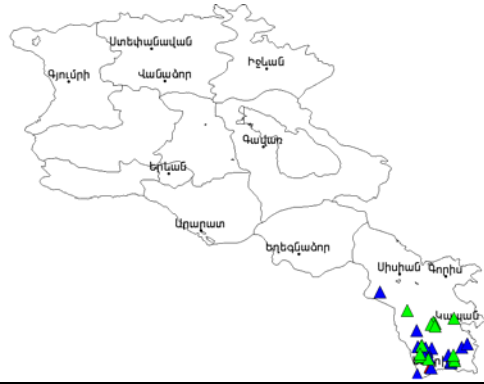 Ստեփանավան
Իջևան
Գյումրի
Վանաձոր
Գավառ
Երևան
Արարատ
Եղեգնաձոր
Սիսիան
Գորիս
Կապան